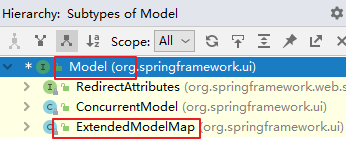 Hierarchy: Subtypes of Model
Scope: All
* I Model (org.springframework.ui)
I RedirectAttributes (org.springframework.web.s
C ConcurrentModel (org.springframework.ui)
C ExtendedModelMap (org.springframework.ui)